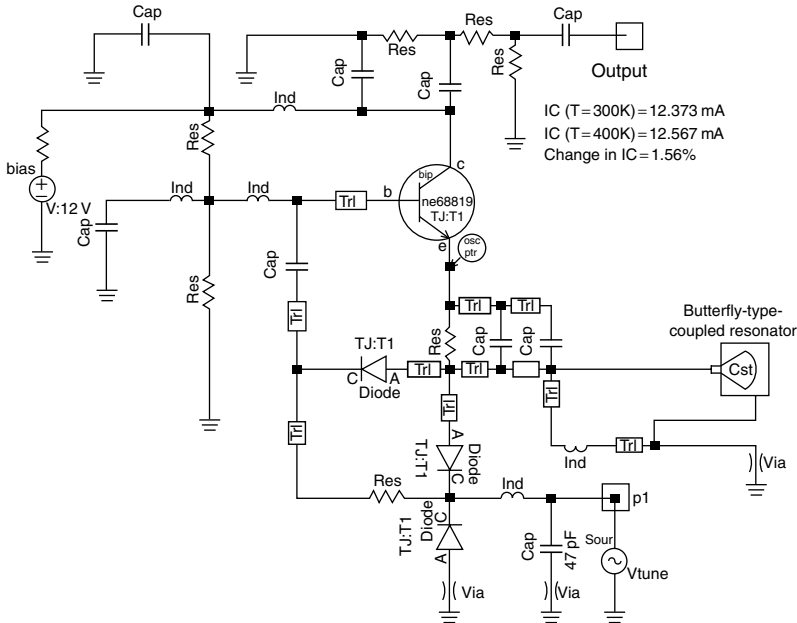 Cap
Res
Res
Cap
Res
Output
Cap
Cap
Ind
Res
IC (T=300K)=12.373 mA
IC (T=400K)=12.567 mA
Change in IC=1.56%
bias
V:12 V
Ind
Ind
Cap
Trl
b
bip
c
ne68819
TJ:T1
e
osc
ptr
Cap
Res
Trl
Trl
Trl
Res
Cap
Cap
Butterfly-type-
coupled resonator
Cst
TJ:T1
C
A
Diode
Trl
Trl
Trl
Trl
Trl
A
Diode
TJ:T1
C
Ind
Trl
Via
Res
Ind
p1
C
Diode
TJ:T1
A
Cap
47 pF
Sour
Vtune
Via
Via